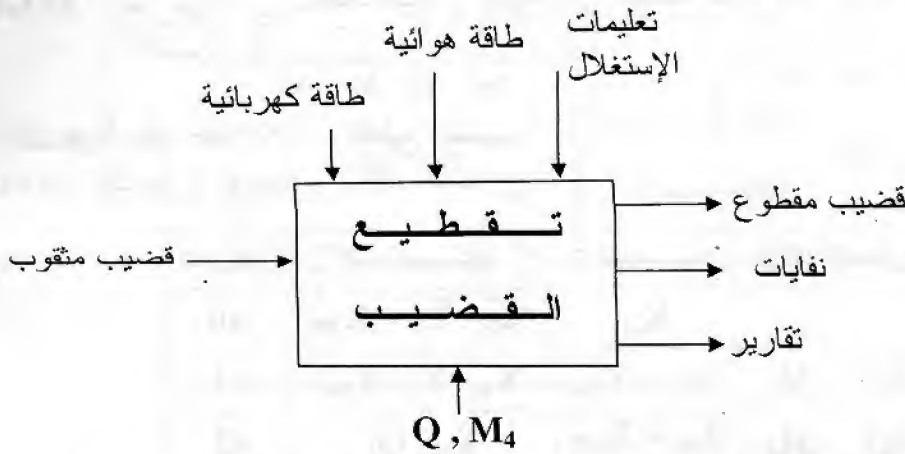 تعليمات
الإستغلال
طاقة هوائية
طاقة كهربائية
تقطيع
القضيب
قضيب مثقوب
قضيب مقطوع
نفايات
تقارير
Q , M₄